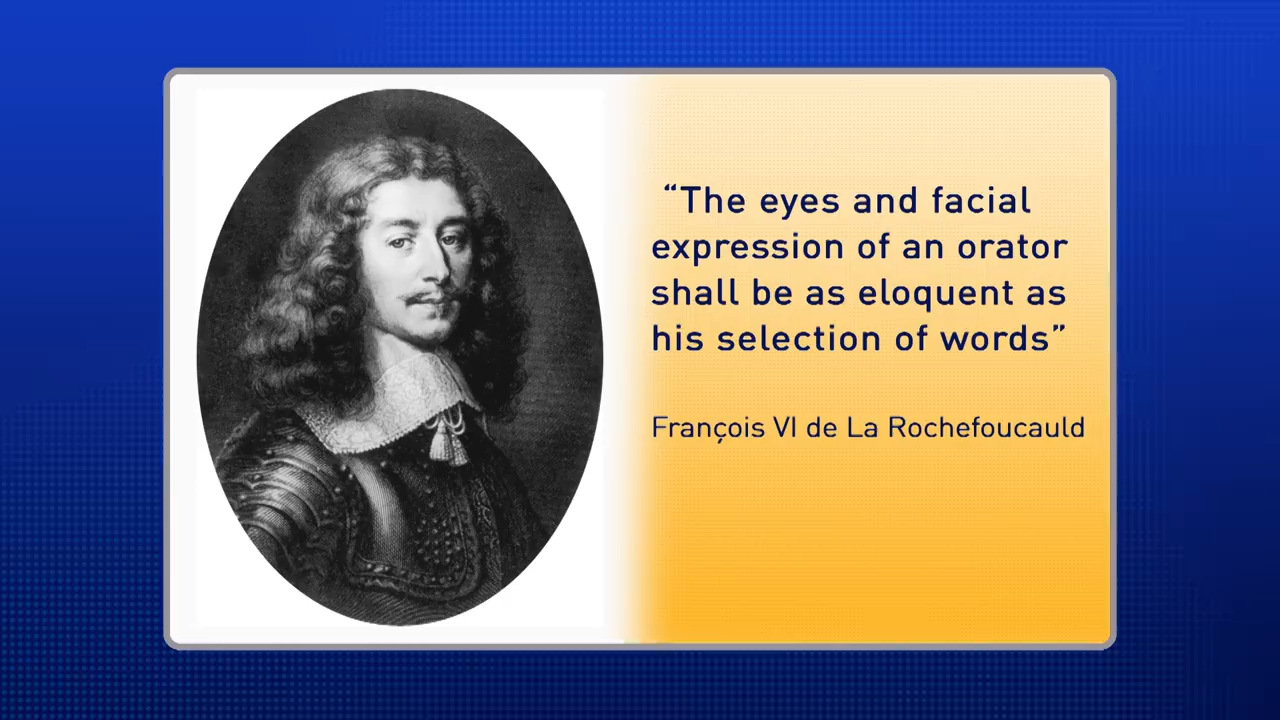 “The eyes and facial
expression of an orator
shall be as eloquent as
his selection of words”
François VI de La Rochefoucauld